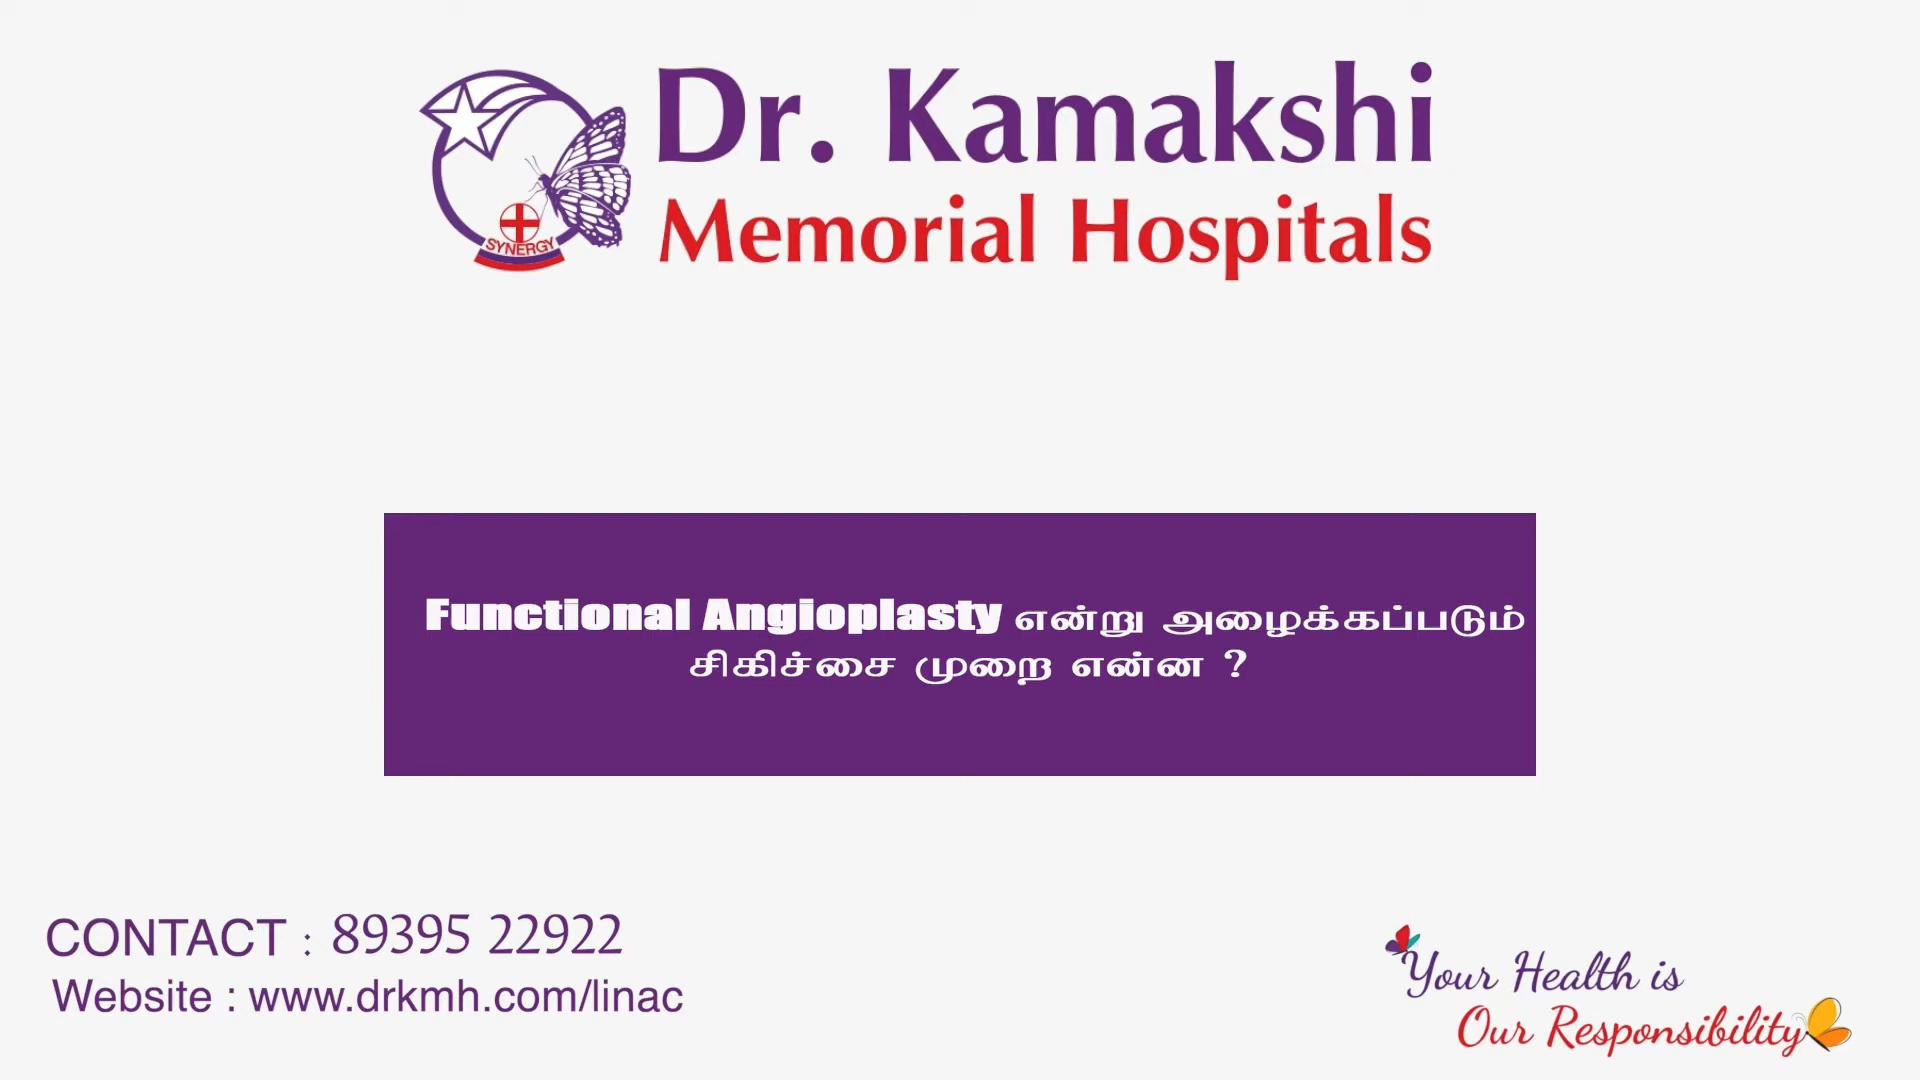 Dr. Kamakshi
Memorial Hospitals
SYNERGY
Functional Angioplasty என்று அழைக்கப்படும்
சிகிச்சை முறை என்ன ?
CONTACT : 89395 22922
Website : www.drkmh.com/linac
Your Health is
Our Responsibility